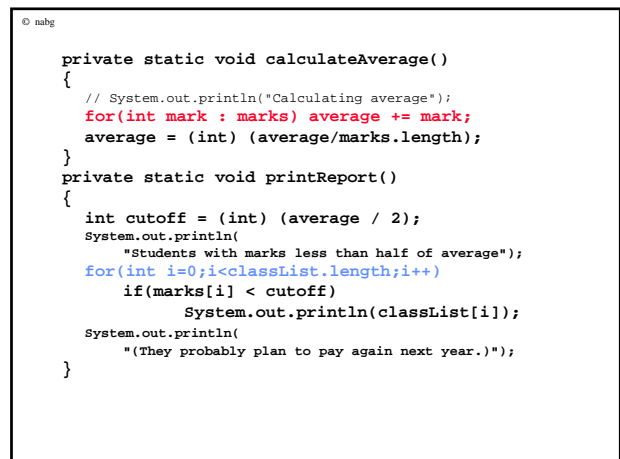 © nabg
private static void calculateAverage()
{
// System.out.println("Calculating average");
for(int mark : marks) average += mark;
average = (int) (average/marks.length);
}
private static void printReport()
{
int cutoff = (int) (average / 2);
System.out.println(
"Students with marks less than half of average");
for(int i=0;i<classList.length;i++)
if(marks[i] < cutoff)
System.out.println(classList[i]);
System.out.println(
"(They probably plan to pay again next year.)");
}